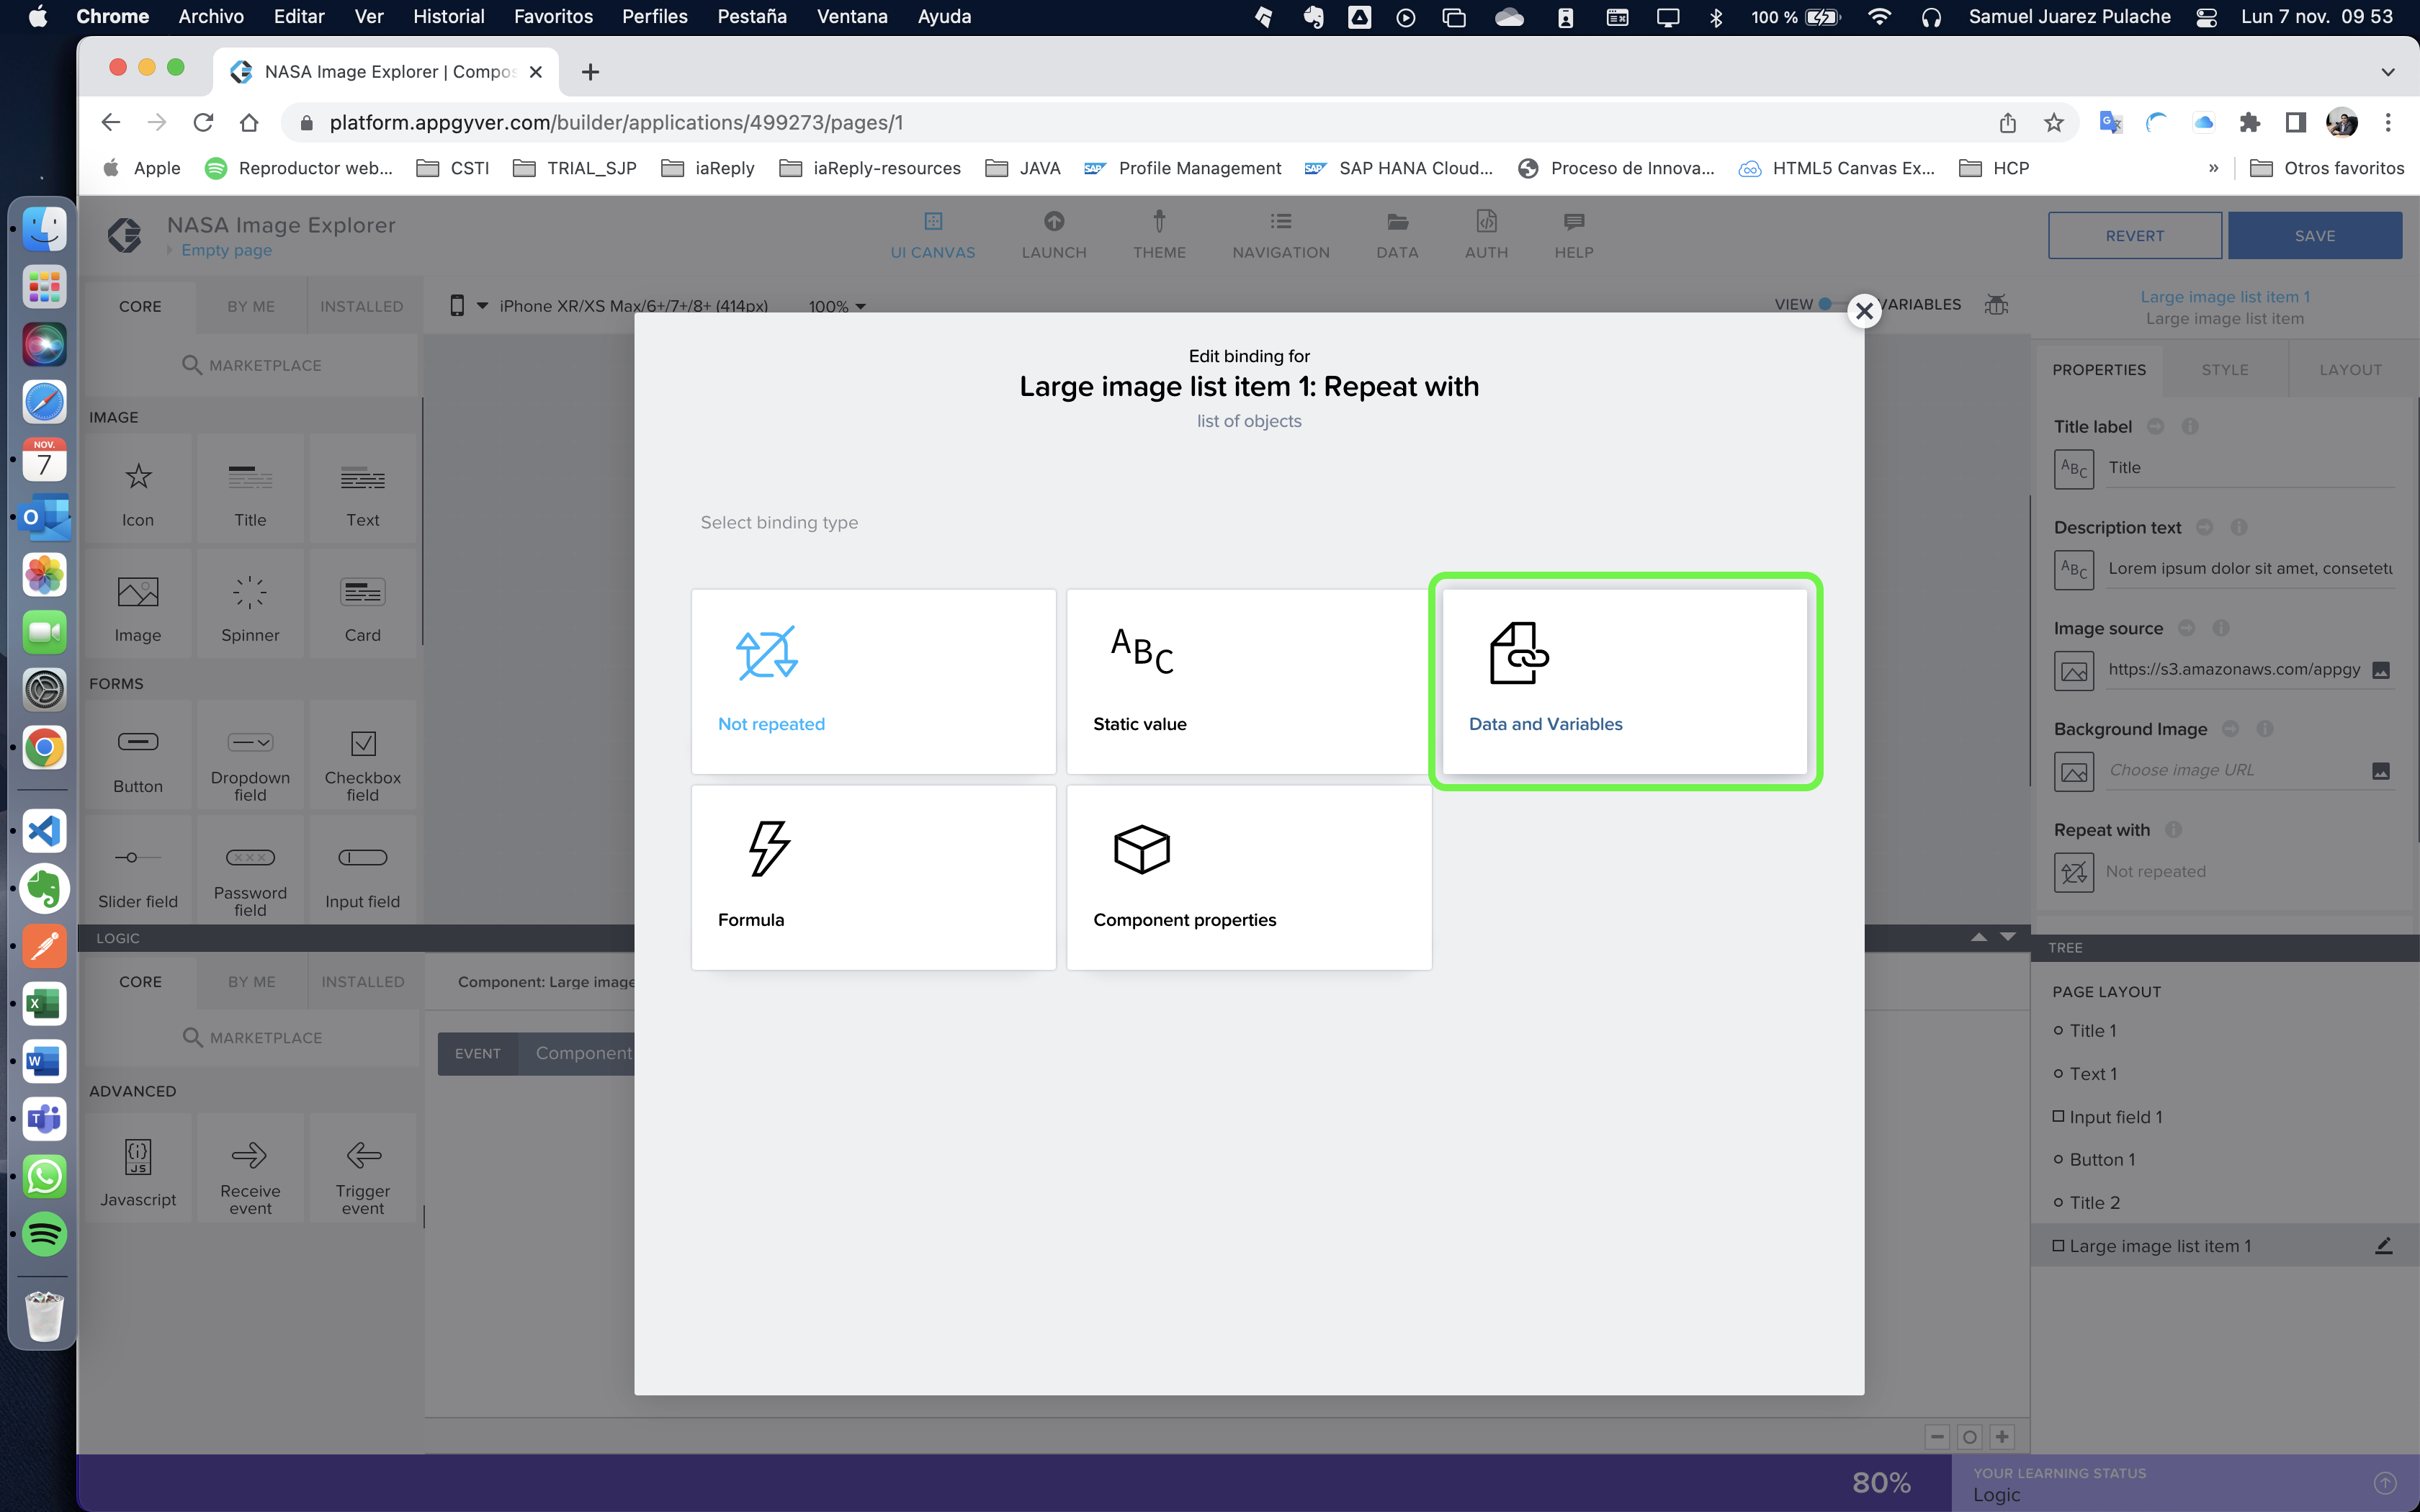 Chrome Archivo Editar Ver Historial Favoritos Perfiles Pestaña Ventana Ayuda 100 % Samuel Juarez Pulache Lun 7 nov. 09 53
NASA Image Explorer | Compos
platform.appgyver.com/builder/applications/499273/pages/1
Apple Reproductor web... CSTI TRIAL_SJP iaReply iaReply-resources JAVA SAP Profile Management SAP SAP HANA Cloud... Proceso de Innova... HTML5 Canvas Ex... HCP » Otros favoritos
NASA Image Explorer
Empty page
UI CANVAS LAUNCH THEME NAVIGATION DATA AUTH HELP
REVERT SAVE
CORE BY ME INSTALLED
iPhone XR/XS Max/6+/7+/8+ (414px) 100%
VIEW VARIABLES
Large image list item 1
Large image list item
MARKETPLACE
IMAGE
Icon Title Text
Image Spinner Card
FORMS
Button Dropdown field Checkbox field
Slider field Password field Input field
Edit binding for
Large image list item 1: Repeat with
list of objects
Select binding type
Not repeated
ABC
Static value
Data and Variables
Formula
Component properties
PROPERTIES STYLE LAYOUT
Title label
ABC Title
Description text
ABC Lorem ipsum dolor sit amet, consetetu
Image source
https://s3.amazonaws.com/appgy
Background Image
Choose image URL
Repeat with
Not repeated
LOGIC
CORE BY ME INSTALLED
Component: Large image
MARKETPLACE
EVENT Component
ADVANCED
JS
Javascript Receive event Trigger event
TREE
PAGE LAYOUT
Title 1
Text 1
Input field 1
Button 1
Title 2
Large image list item 1
80%
YOUR LEARNING STATUS
Logic
NOV.
7